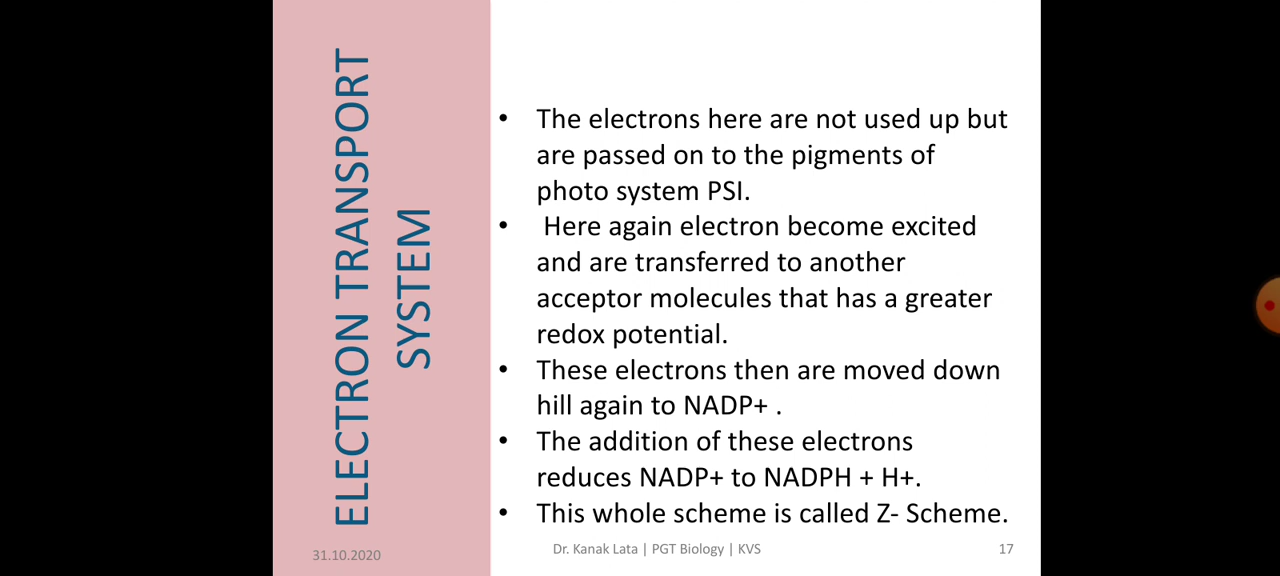 ELECTRON TRANSPORT
SYSTEM
• The electrons here are not used up but
are passed on to the pigments of
photo system PSI.
• Here again electron become excited
and are transferred to another
acceptor molecules that has a greater
redox potential.
• These electrons then are moved down
hill again to NADP+ .
• The addition of these electrons
reduces NADP+ to NADPH + H+.
• This whole scheme is called Z- Scheme.
31.10.2020
Dr. Kanak Lata | PGT Biology | KVS
17